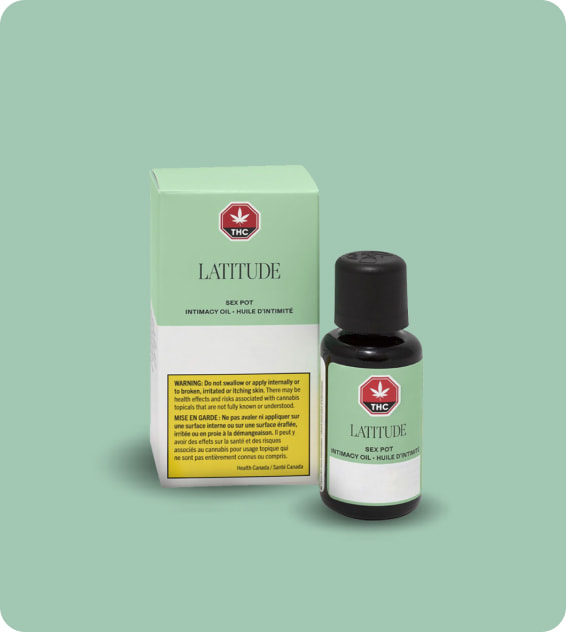 THC
LATITUDE
SEX POT
INTIMACY OIL • HUILE D'INTIMITÉ
WARNING: Do not swallow or apply internally or
to broken, irritated or itching skin. There may be
health effects and risks associated with cannabis
topicals that are not fully known or understood.
MISE EN GARDE : Ne pas avaler ni appliquer sur
une surface interne ou sur une surface éraflée,
irritée ou en proie à la démangeaison. Il peut y
avoir des effets sur la santé et des risques
associés au cannabis pour usage topique qui
ne sont pas entièrement connus ou compris.
Health Canada / Santé Canada
THC
LATITUDE
SEX POT
INTIMACY OIL • HUILE D'INTIMITÉ